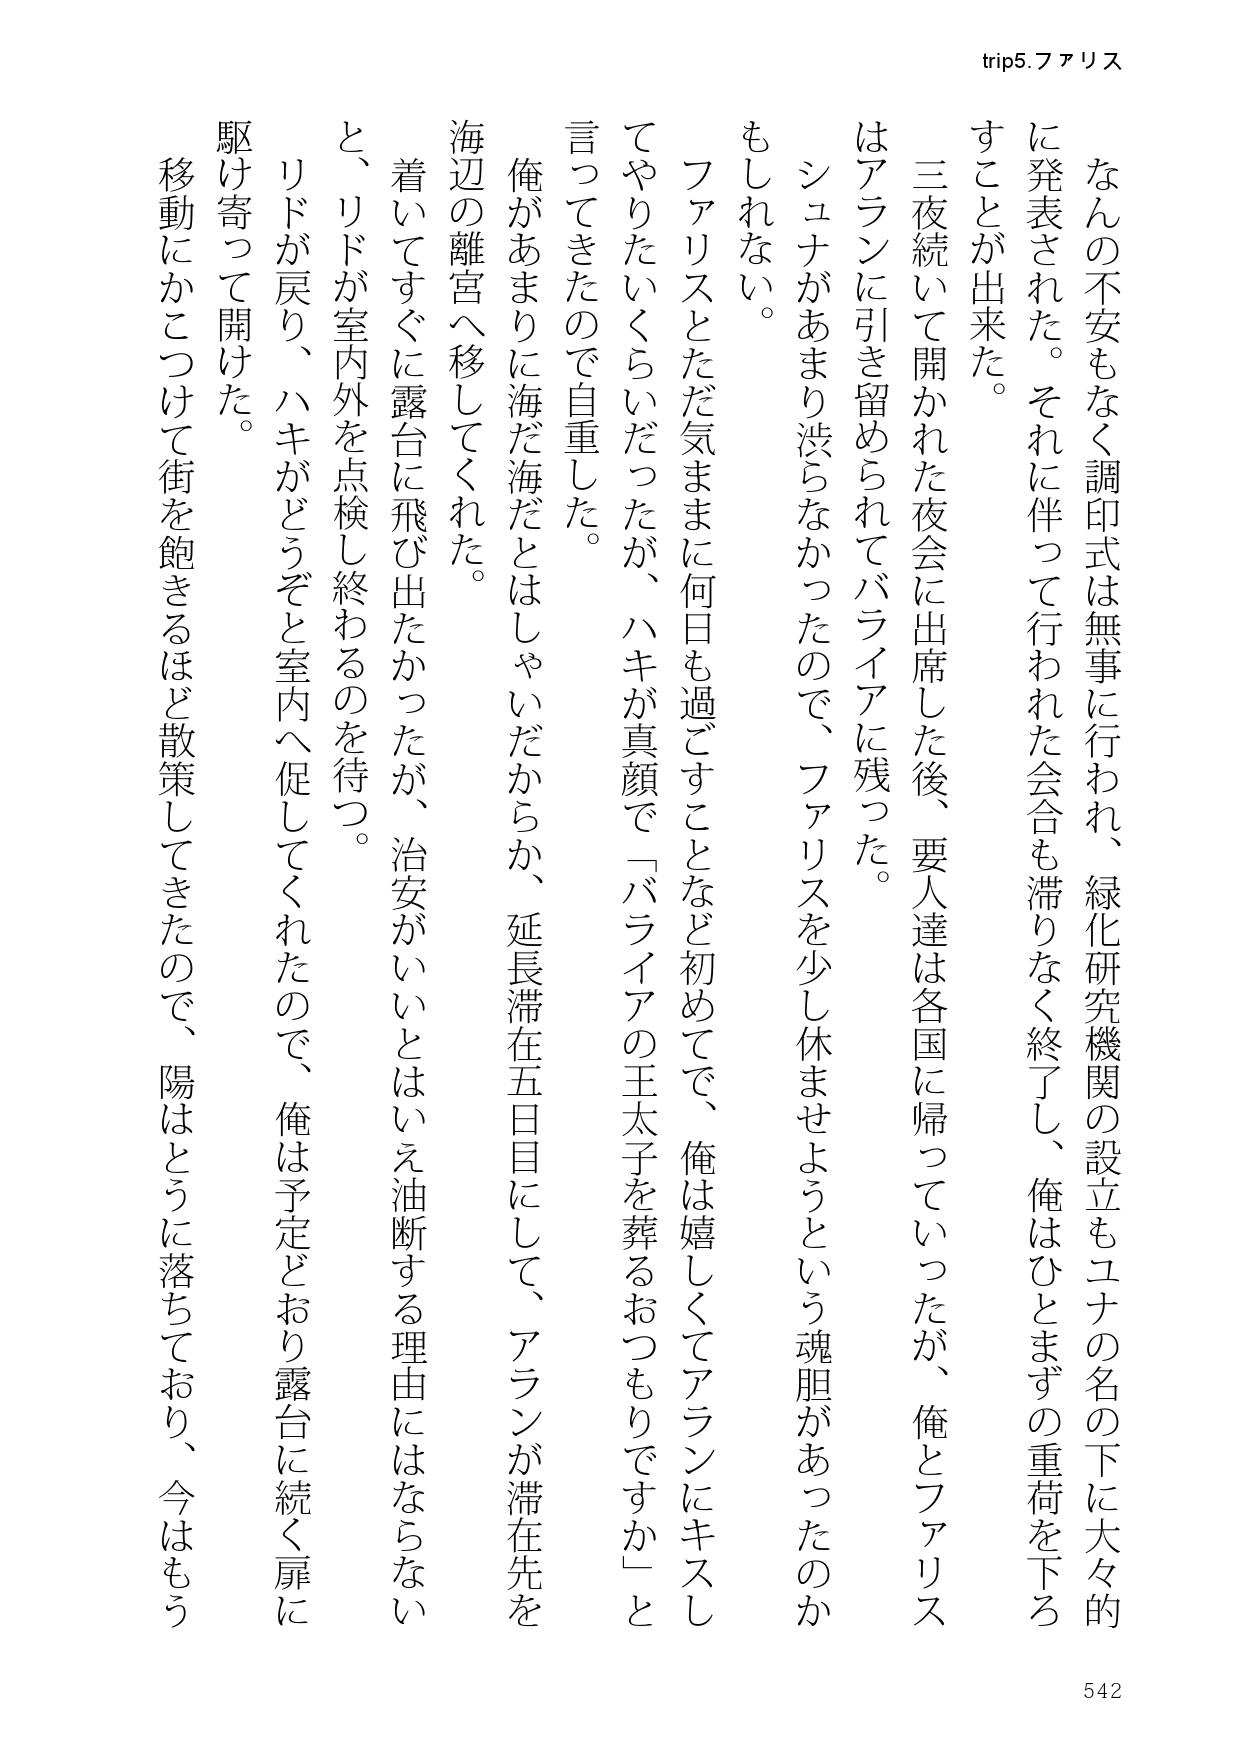 trip5.ファリス
なんの不安もなく調印式は無事に行われ、緑化研究機関の設立もユナの名の下に大々的
に発表された。それに伴って行われた会合も滞りなく終了し、俺はひとまずの重荷を下ろ
すことが出来た。
三夜続いて開かれた夜会に出席した後、要人達は各国に帰っていったが、俺とファリス
はアランに引き留められてバライアに残った。
シュナがあまり渋らなかったので、ファリスを少し休ませようという魂胆があったのか
もしれない。
ファリスとただ気ままに何日も過ごすことなど初めてで、俺は嬉しくてアランにキスし
てやりたいくらいだったが、ハキが真顔で「バライアの王太子を葬るおつもりですか」と
言ってきたので自重した。
俺があまりに海だ海だとはしゃいだからか、延長滞在五日目にして、アランが滞在先を
海辺の離宮へ移してくれた。
着いてすぐに露台に飛び出たかったが、治安がいいとはいえ油断する理由にはならない
と、リドが室内外を点検し終わるのを待つ。
リドが戻り、ハキがどうぞと室内へ促してくれたので、俺は予定どおり露台に続く扉に
駆け寄って開けた。
移動にかこつけて街を飽きるほど散策してきたので、陽はとうに落ちており、今はもう
542